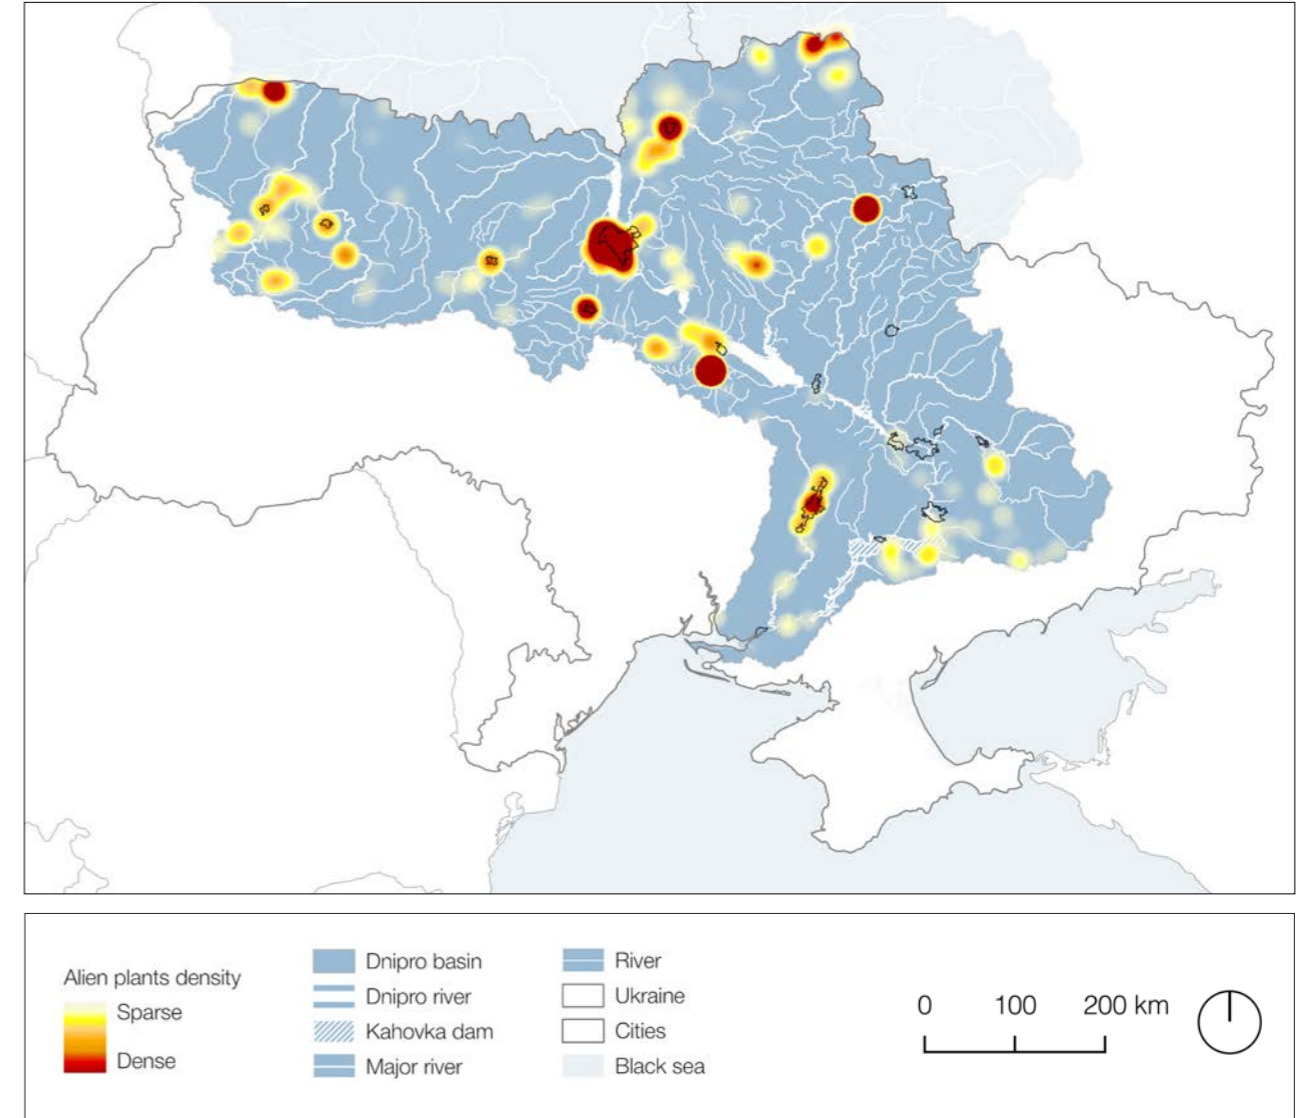 Alien plants density
Sparse
Dense
Dnipro basin
Dnipro river
Kahovka dam
Major river
River
Ukraine
Cities
Black sea
0 100 200 km